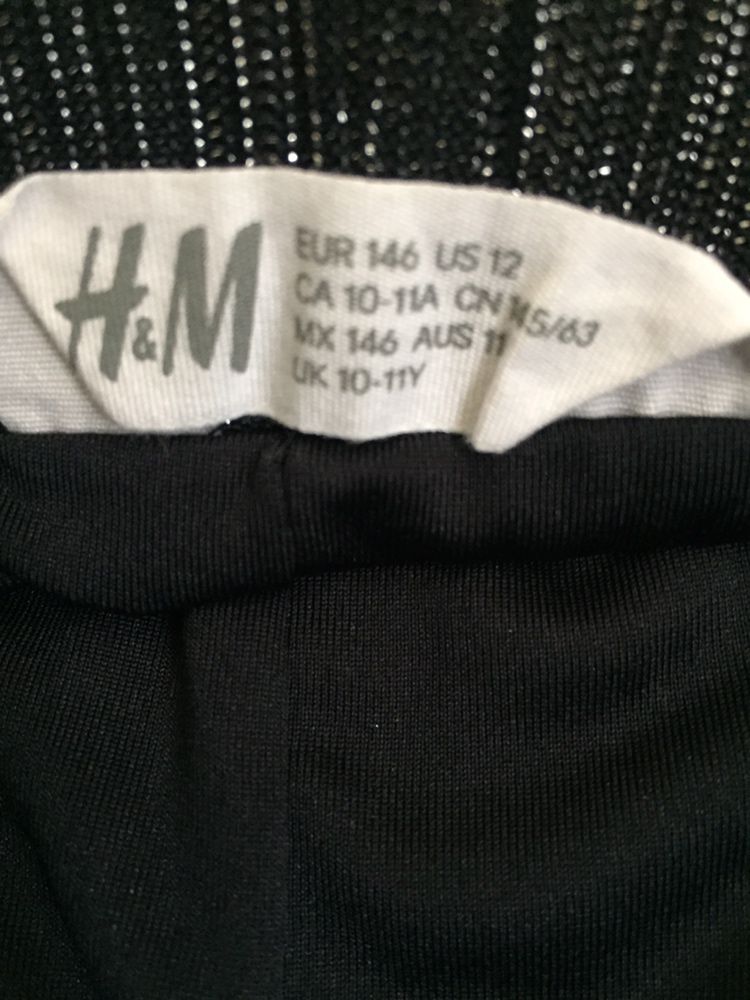 H&M
EUR 146 US 12
CA 10-11A CN 145/63
MX 146 AUS 11
UK 10-11Y